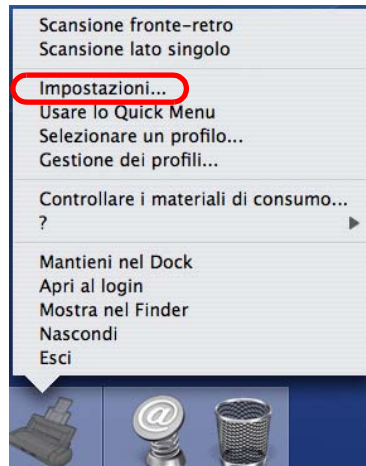 Scansione fronte-retro
Scansione lato singolo
Impostazioni...
Usare lo Quick Menu
Selezionare un profilo...
Gestione dei profili...
Controllare i materiali di consumo...
?
Mantieni nel Dock
Apri al login
Mostra nel Finder
Nascondi
Esci
@